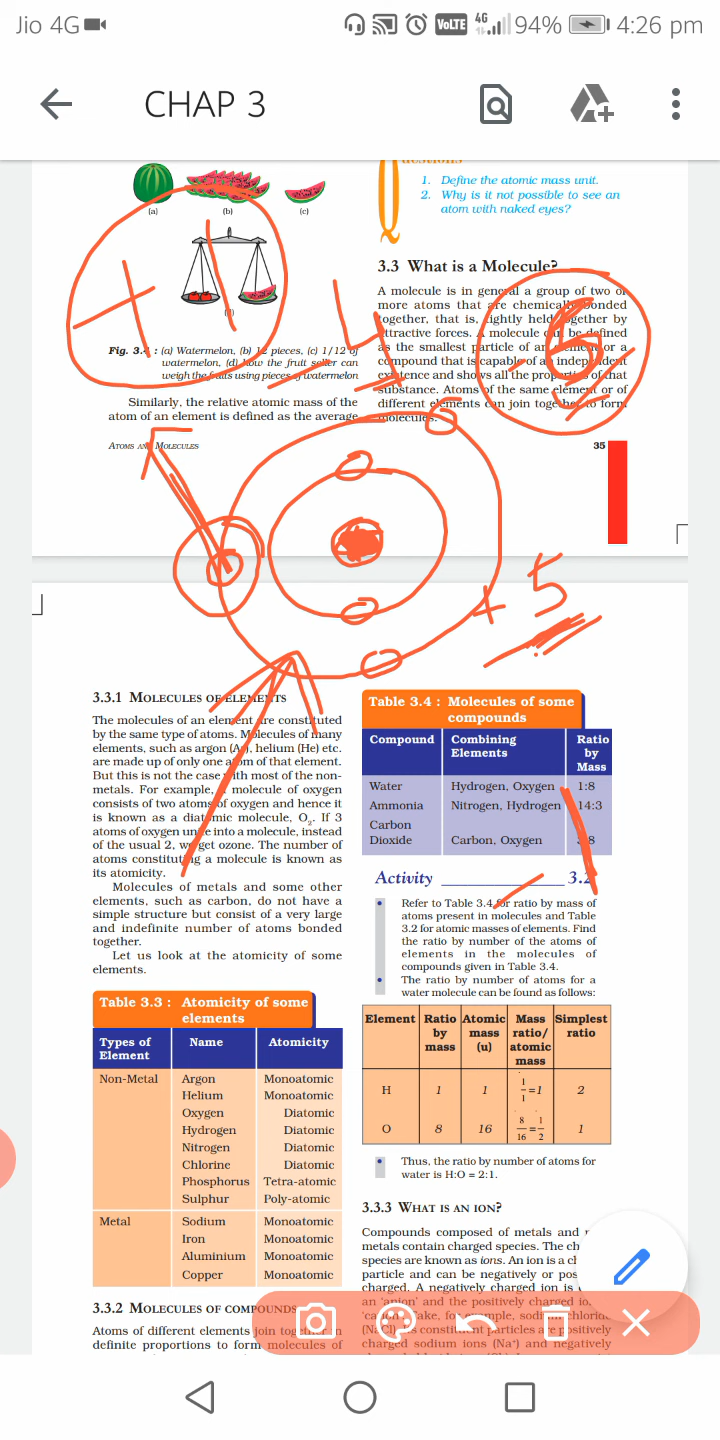 Jio 4G
VoLTE 4G 94% 4:26 pm
CHAP 3
(a)
(b)
(c)
Fig. 3.4 : (a) Watermelon, (b) 12 pieces, (c) 1/12 of
watermelon, (d) how the fruit seller can
weigh the fruits using pieces of watermelon
Similarly, the relative atomic mass of the
atom of an element is defined as the average
ATOMS AND MOLECULES
Q
1. Define the atomic mass unit.
2. Why is it not possible to see an
atom with naked eyes?
3.3 What is a Molecule?
A molecule is in general a group of two or
more atoms that are chemically bonded
together, that is, tightly held together by
attractive forces. A molecule can be defined
as the smallest particle of an element or a
compound that is capable of an independent
existence and shows all the properties of that
substance. Atoms of the same element or of
different elements can join together to form
molecules.
35
+1
4
-5
+5
3.3.1 MOLECULES OF ELEMENTS
The molecules of an element are constituted
by the same type of atoms. Molecules of many
elements, such as argon (Ar), helium (He) etc.
are made up of only one atom of that element.
But this is not the case with most of the non-
metals. For example, a molecule of oxygen
consists of two atoms of oxygen and hence it
is known as a diatomic molecule, O2. If 3
atoms of oxygen unite into a molecule, instead
of the usual 2, we get ozone. The number of
atoms constituting a molecule is known as
its atomicity.
Molecules of metals and some other
elements, such as carbon, do not have a
simple structure but consist of a very large
and indefinite number of atoms bonded
together.
Let us look at the atomicity of some
elements.
Table 3.3 : Atomicity of some
elements
Types of Element Name Atomicity
Non-Metal Argon Monoatomic
Helium Monoatomic
Oxygen Diatomic
Hydrogen Diatomic
Nitrogen Diatomic
Chlorine Diatomic
Phosphorus Tetra-atomic
Sulphur Poly-atomic
Metal Sodium Monoatomic
Iron Monoatomic
Aluminium Monoatomic
Copper Monoatomic
3.3.2 MOLECULES OF COMPOUNDS
Atoms of different elements join together in
definite proportions to form molecules of
Table 3.4 : Molecules of some
compounds
Compound Combining Elements Ratio by Mass
Water Hydrogen, Oxygen 1:8
Ammonia Nitrogen, Hydrogen 14:3
Carbon
Dioxide Carbon, Oxygen 3:8
Activity 3.2
• Refer to Table 3.4 for ratio by mass of
atoms present in molecules and Table
3.2 for atomic masses of elements. Find
the ratio by number of the atoms of
elements in the molecules of
compounds given in Table 3.4.
• The ratio by number of atoms for a
water molecule can be found as follows:
Element Ratio by mass Atomic mass (u) Mass ratio/ atomic mass Simplest ratio
H 1 1 1/1 =1 2
O 8 16 8/16 = 1/2 1
• Thus, the ratio by number of atoms for
water is H:O = 2:1.
3.3.3 WHAT IS AN ION?
Compounds composed of metals and
metals contain charged species. The
species are known as ions. An ion is a
particle and can be negatively or
charged. A negatively charged ion is
an 'anion' and the positively charged
for example, sodium chloride
(NaCl). Its constituent particles are positively
charged sodium ions (Na+) and negatively